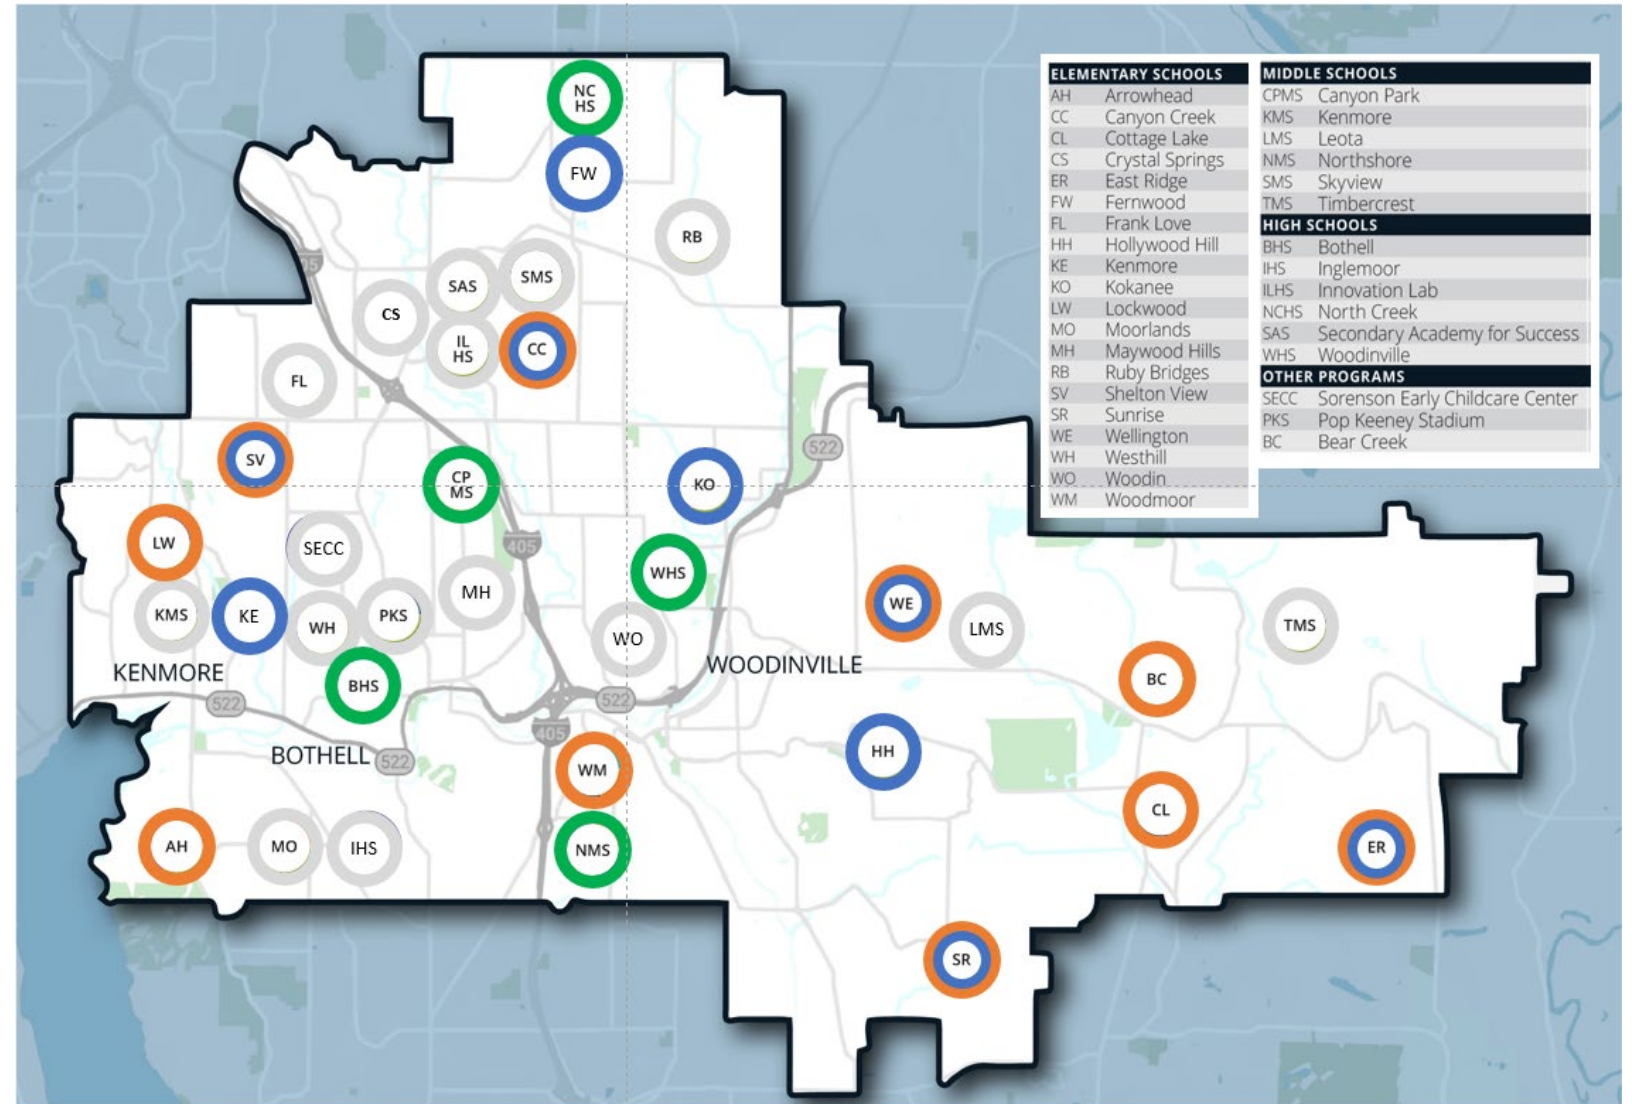 NC
HS
FW
RB
SAS
SMS
CS
IL
HS
CC
FL
SV
CP
MS
KO
LW
SECC
WHS
KMS
KE
WH
PKS
MH
WO
WE
LMS
TMS
BHS
BC
HH
WM
CL
AH
MO
IHS
NMS
ER
SR
KENMORE
BOTHELL
WOODINVILLE
05
405
405
522
522
522
522
ELEMENTARY SCHOOLS
AH Arrowhead
CC Canyon Creek
CL Cottage Lake
CS Crystal Springs
ER East Ridge
FW Fernwood
FL Frank Love
HH Hollywood Hill
KE Kenmore
KO Kokanee
LW Lockwood
MO Moorlands
MH Maywood Hills
RB Ruby Bridges
SV Shelton View
SR Sunrise
WE Wellington
WH Westhill
WO Woodin
WM Woodmoor
MIDDLE SCHOOLS
CPMS Canyon Park
KMS Kenmore
LMS Leota
NMS Northshore
SMS Skyview
TMS Timbercrest
HIGH SCHOOLS
BHS Bothell
IHS Inglemoor
ILHS Innovation Lab
NCHS North Creek
SAS Secondary Academy for Success
WHS Woodinville
OTHER PROGRAMS
SECC Sorenson Early Childcare Center
PKS Pop Keeney Stadium
BC Bear Creek